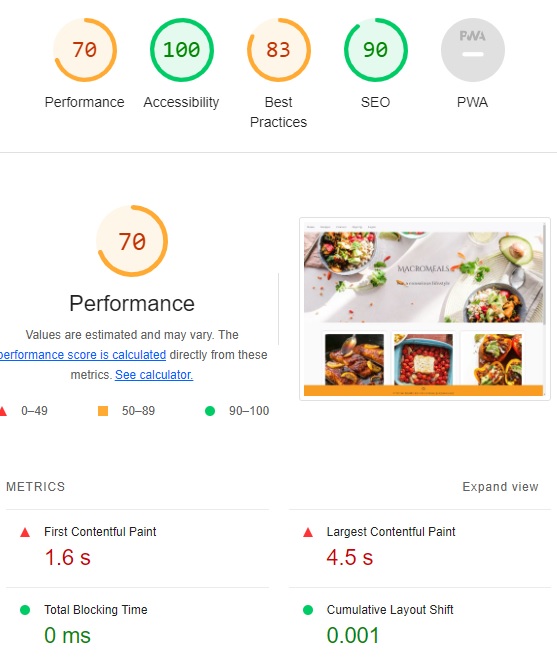 70
100
83
90
PWA
Performance
Accessibility
Best
Practices
SEO
PWA
70
Performance
Values are estimated and may vary. The
performance score is calculated directly from these
metrics. See calculator.
0–49
50–89
90–100
MACROMEALS
METRICS
Expand view
First Contentful Paint
1.6 s
Largest Contentful Paint
4.5 s
Total Blocking Time
0 ms
Cumulative Layout Shift
0.001